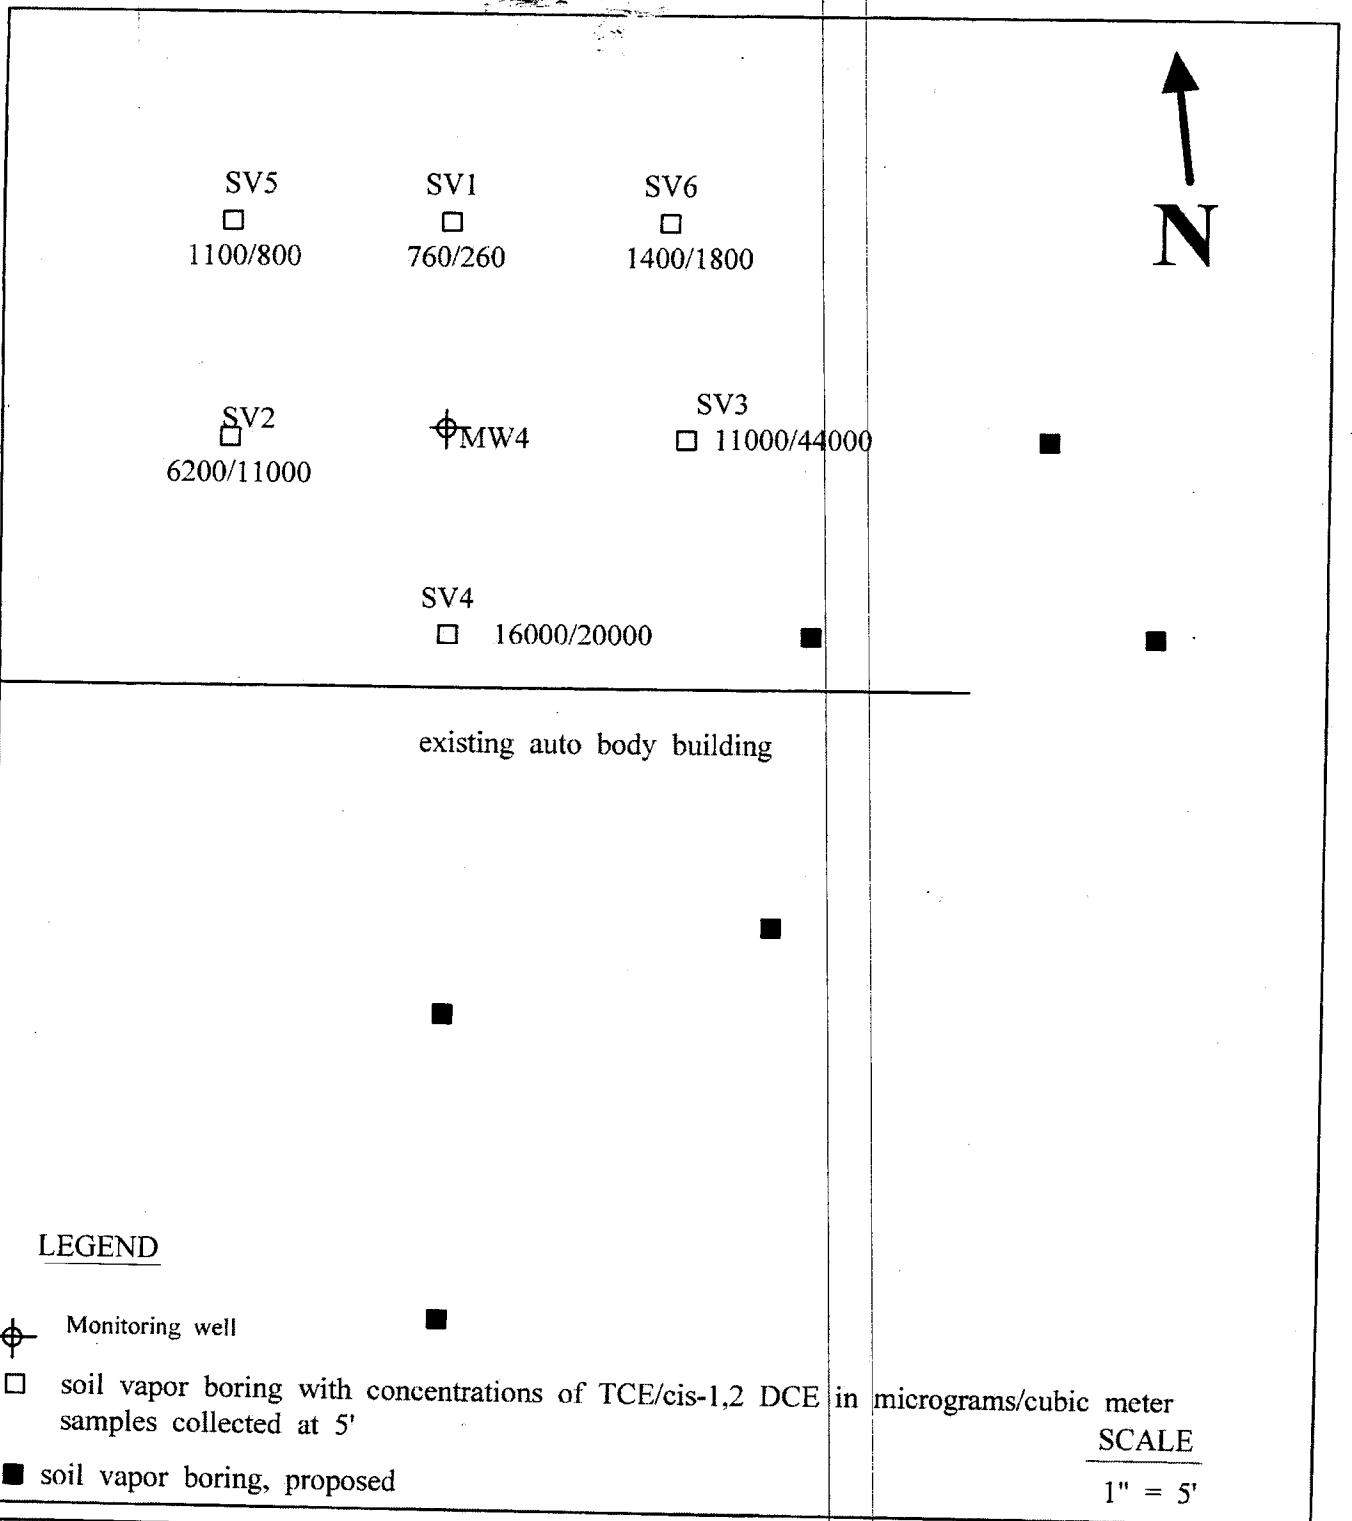 N
SV5
SV1
SV6
1100/800
760/260
1400/1800
SV2
6200/11000
MW4
SV3
11000/44000
SV4
16000/20000
existing auto body building
LEGEND
Monitoring well
soil vapor boring with concentrations of TCE/cis-1,2 DCE in micrograms/cubic meter
samples collected at 5'
soil vapor boring, proposed
SCALE
1" = 5'